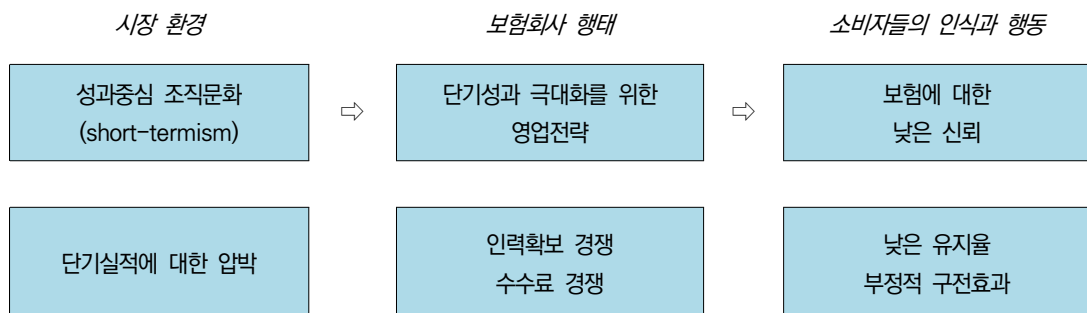 시장 환경
보험회사 행태
소비자들의 인식과 행동
성과중심 조직문화
(short-termism)
⇨
단기성과 극대화를 위한
영업전략
⇨
보험에 대한
낮은 신뢰
단기실적에 대한 압박
인력확보 경쟁
수수료 경쟁
낮은 유지율
부정적 구전효과